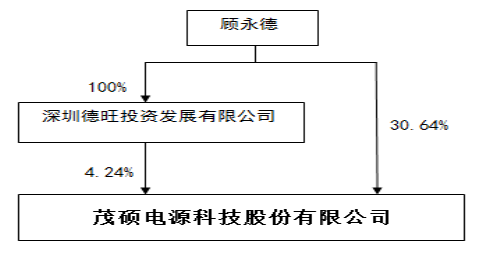 顾永德
100%
深圳德旺投资发展有限公司
30.64%
4.24%
茂硕电源科技股份有限公司